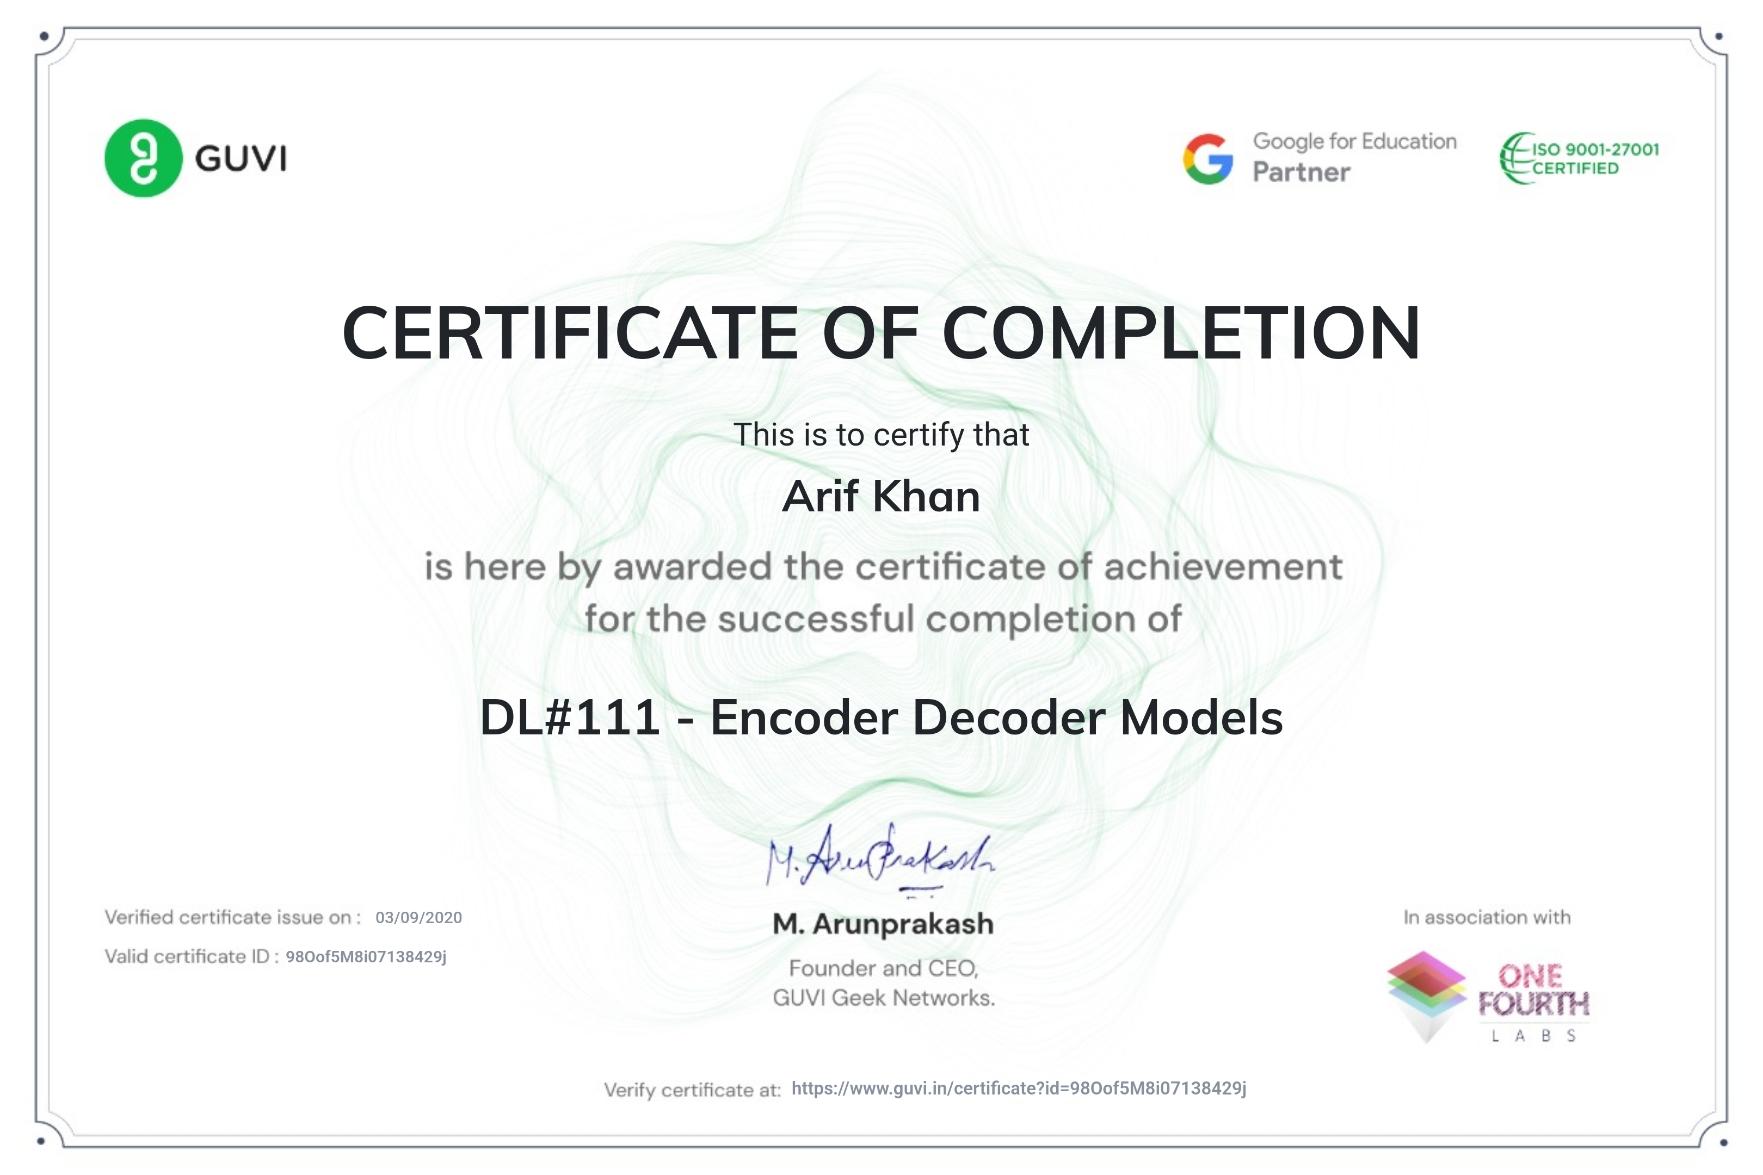 GUVI
Google for Education
Partner
ISO 9001-27001
CERTIFIED
CERTIFICATE OF COMPLETION
This is to certify that
Arif Khan
is here by awarded the certificate of achievement
for the successful completion of
DL#111 - Encoder Decoder Models
M. Arunprakash
Verified certificate issue on : 03/09/2020
Valid certificate ID : 98Oof5M8i07138429j
M. Arunprakash
Founder and CEO,
GUVI Geek Networks.
In association with
ONE
FOURTH
LABS
Verify certificate at: https://www.guvi.in/certificate?id=98Oof5M8i07138429j